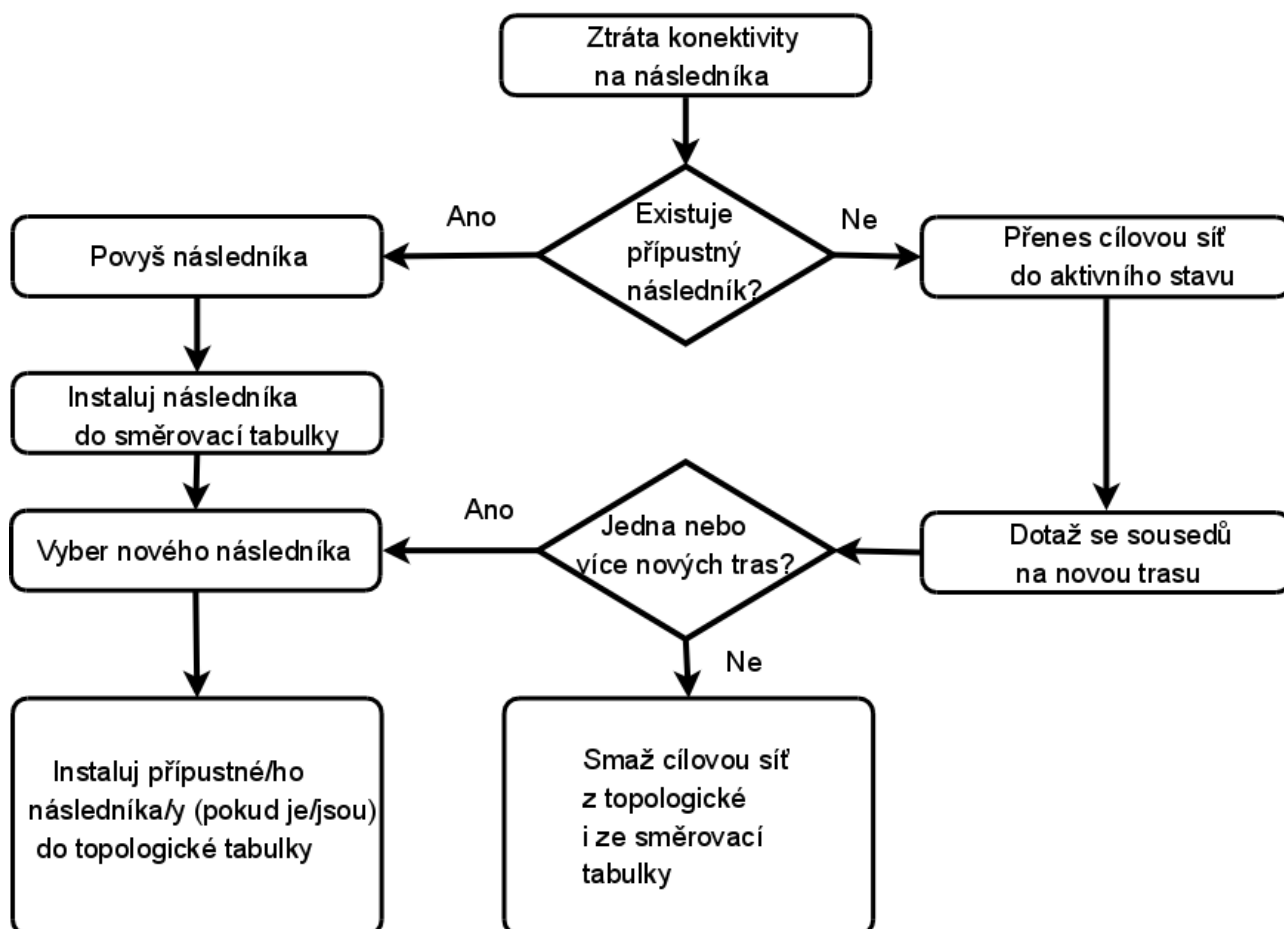 Ztráta konektivity
na následníka
Ano
Existuje
přípustný
následník?
Ne
Povyš následníka
Přenes cílovou síť
do aktivního stavu
Instaluj následníka
do směrovací tabulky
Vyber nového následníka
Ano
Jedna nebo
více nových tras?
Dotaž se sousedů
na novou trasu
Ne
Instaluj přípustné/ho
následníka/y (pokud je/jsou)
do topologické tabulky
Smaž cílovou síť
z topologické
i ze směrovací
tabulky